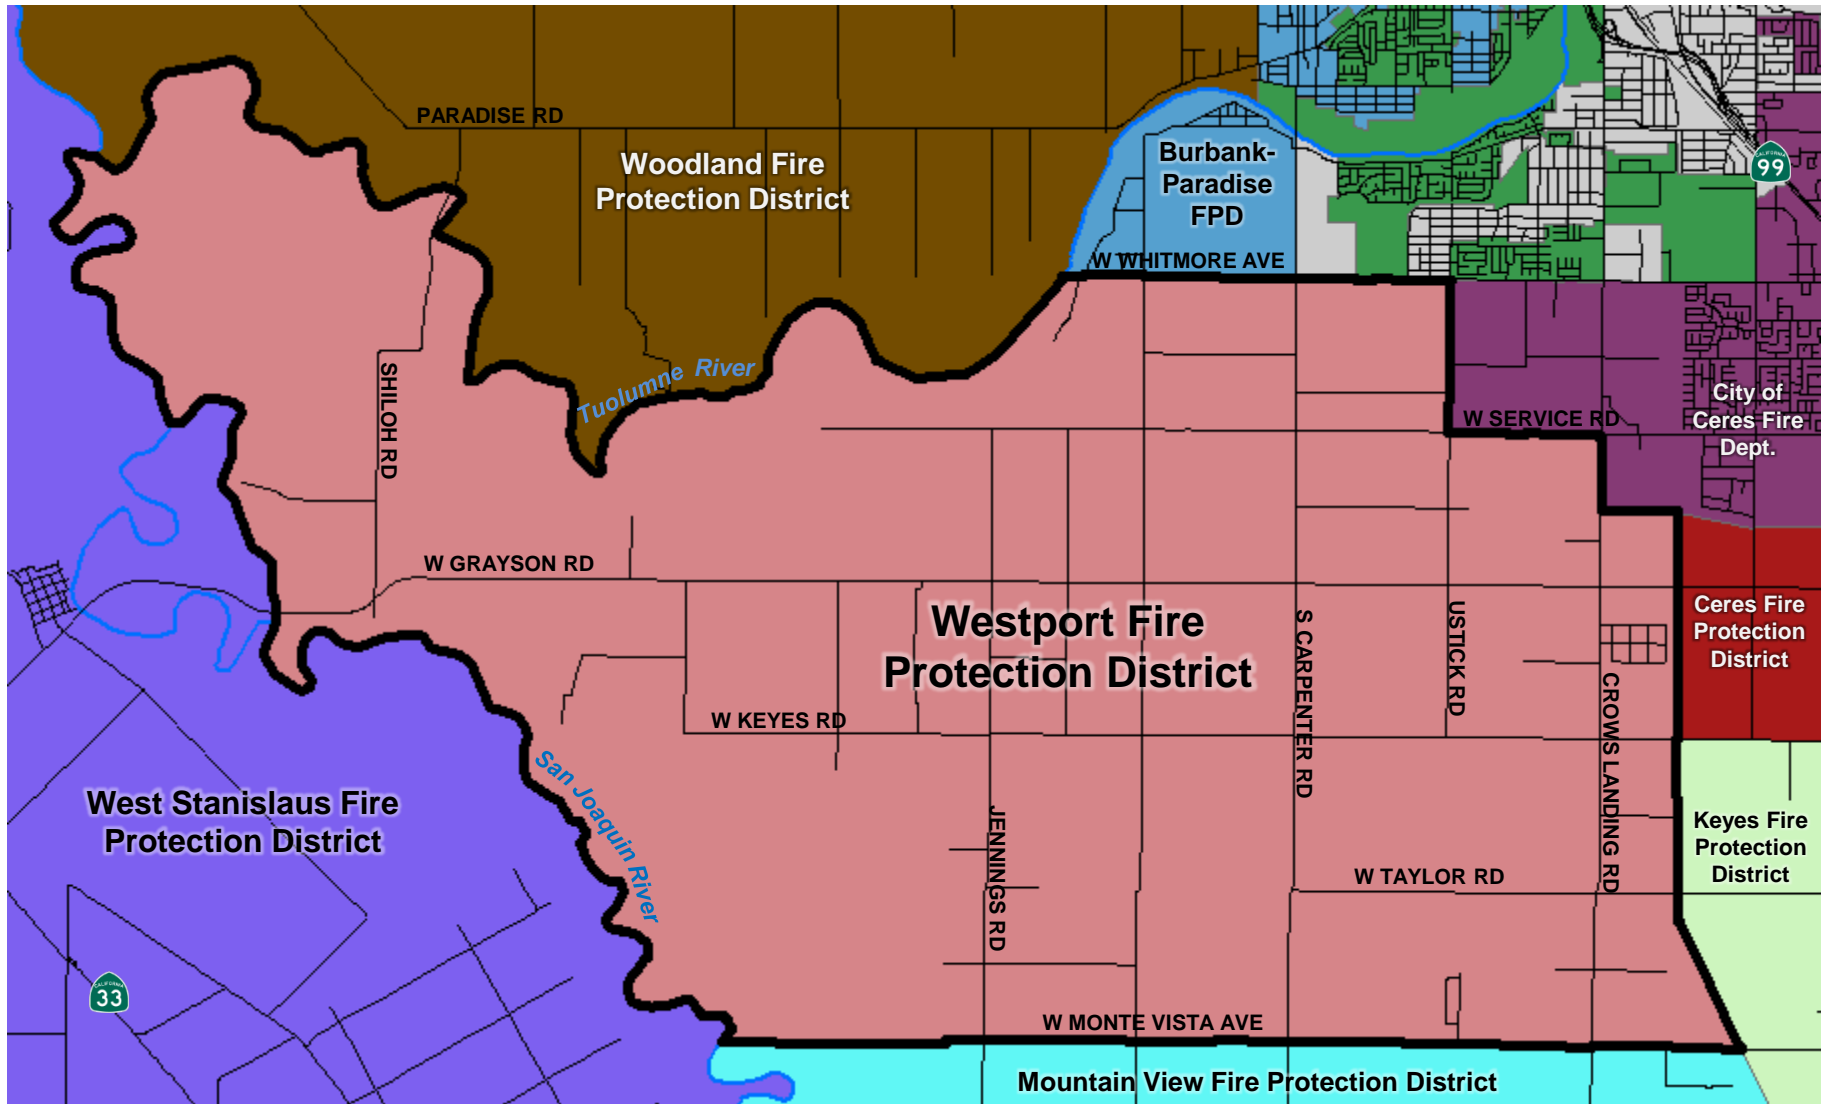 PARADISE RD
Woodland Fire
Protection District
Burbank-
Paradise
FPD
CALIFORNIA
99
W WHITMORE AVE
Tuolumne River
SHILOH RD
City of
Ceres Fire
Dept.
W SERVICE RD
W GRAYSON RD
Westport Fire
Protection District
S CARPENTER RD
USTICK RD
CROWS LANDING RD
Ceres Fire
Protection
District
W KEYES RD
San Joaquin River
West Stanislaus Fire
Protection District
JENNINGS RD
Keyes Fire
Protection
District
W TAYLOR RD
CALIFORNIA
33
W MONTE VISTA AVE
Mountain View Fire Protection District